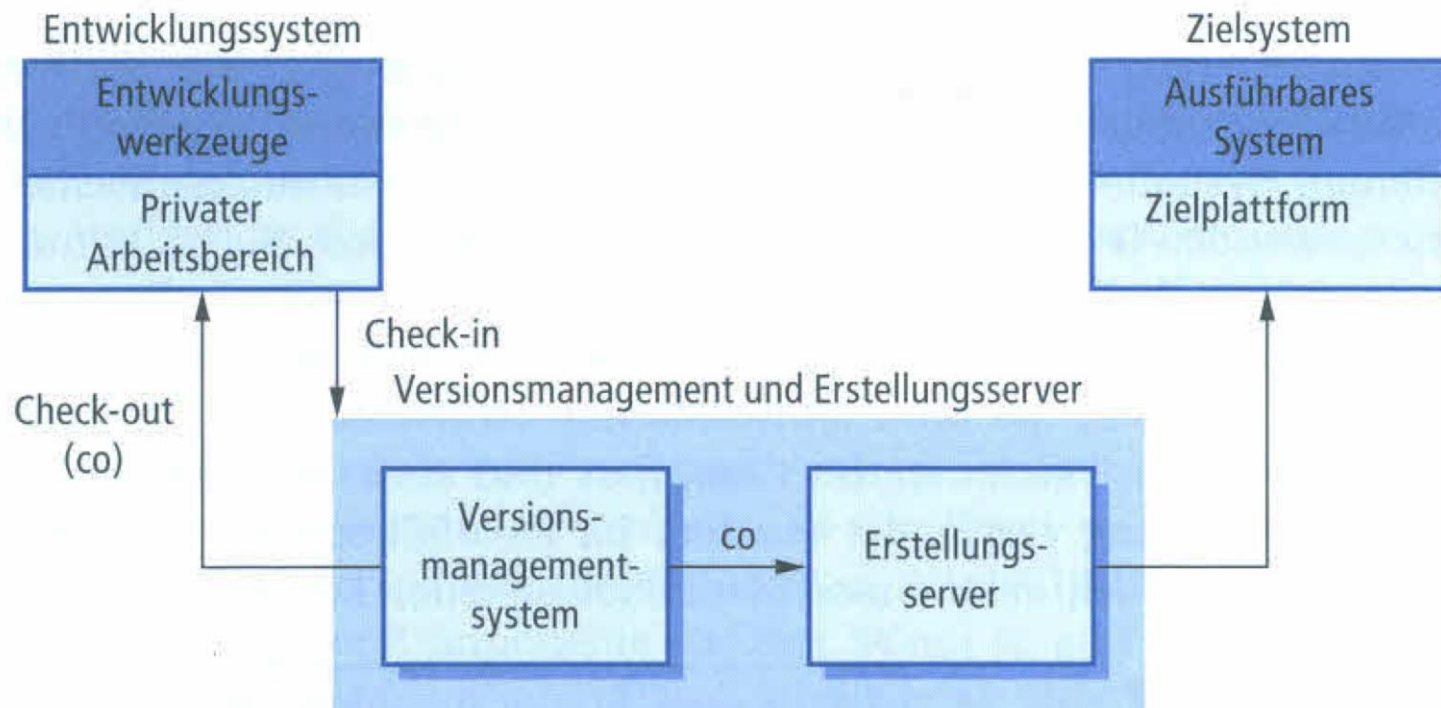 Entwicklungssystem
Entwicklungs-
werkzeuge
Privater
Arbeitsbereich
Zielsystem
Ausführbares
System
Zielplattform
Check-in
Check-out
(co)
Versionsmanagement und Erstellungsserver
Versions-
management-
system
co
Erstellungs-
server